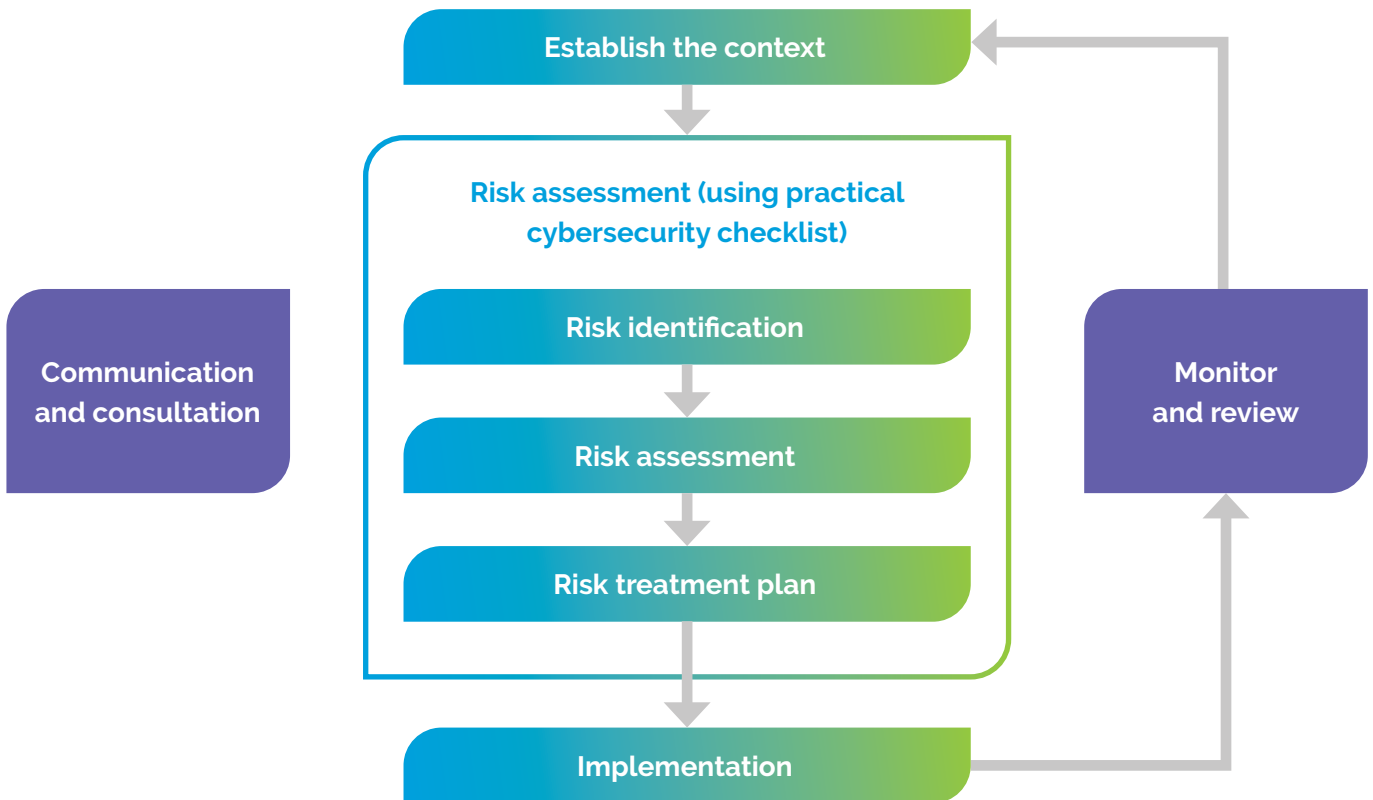 Establish the context
Risk assessment (using practical
cybersecurity checklist)
Risk identification
Communication
and consultation
Monitor
and review
Risk assessment
Risk treatment plan
Implementation